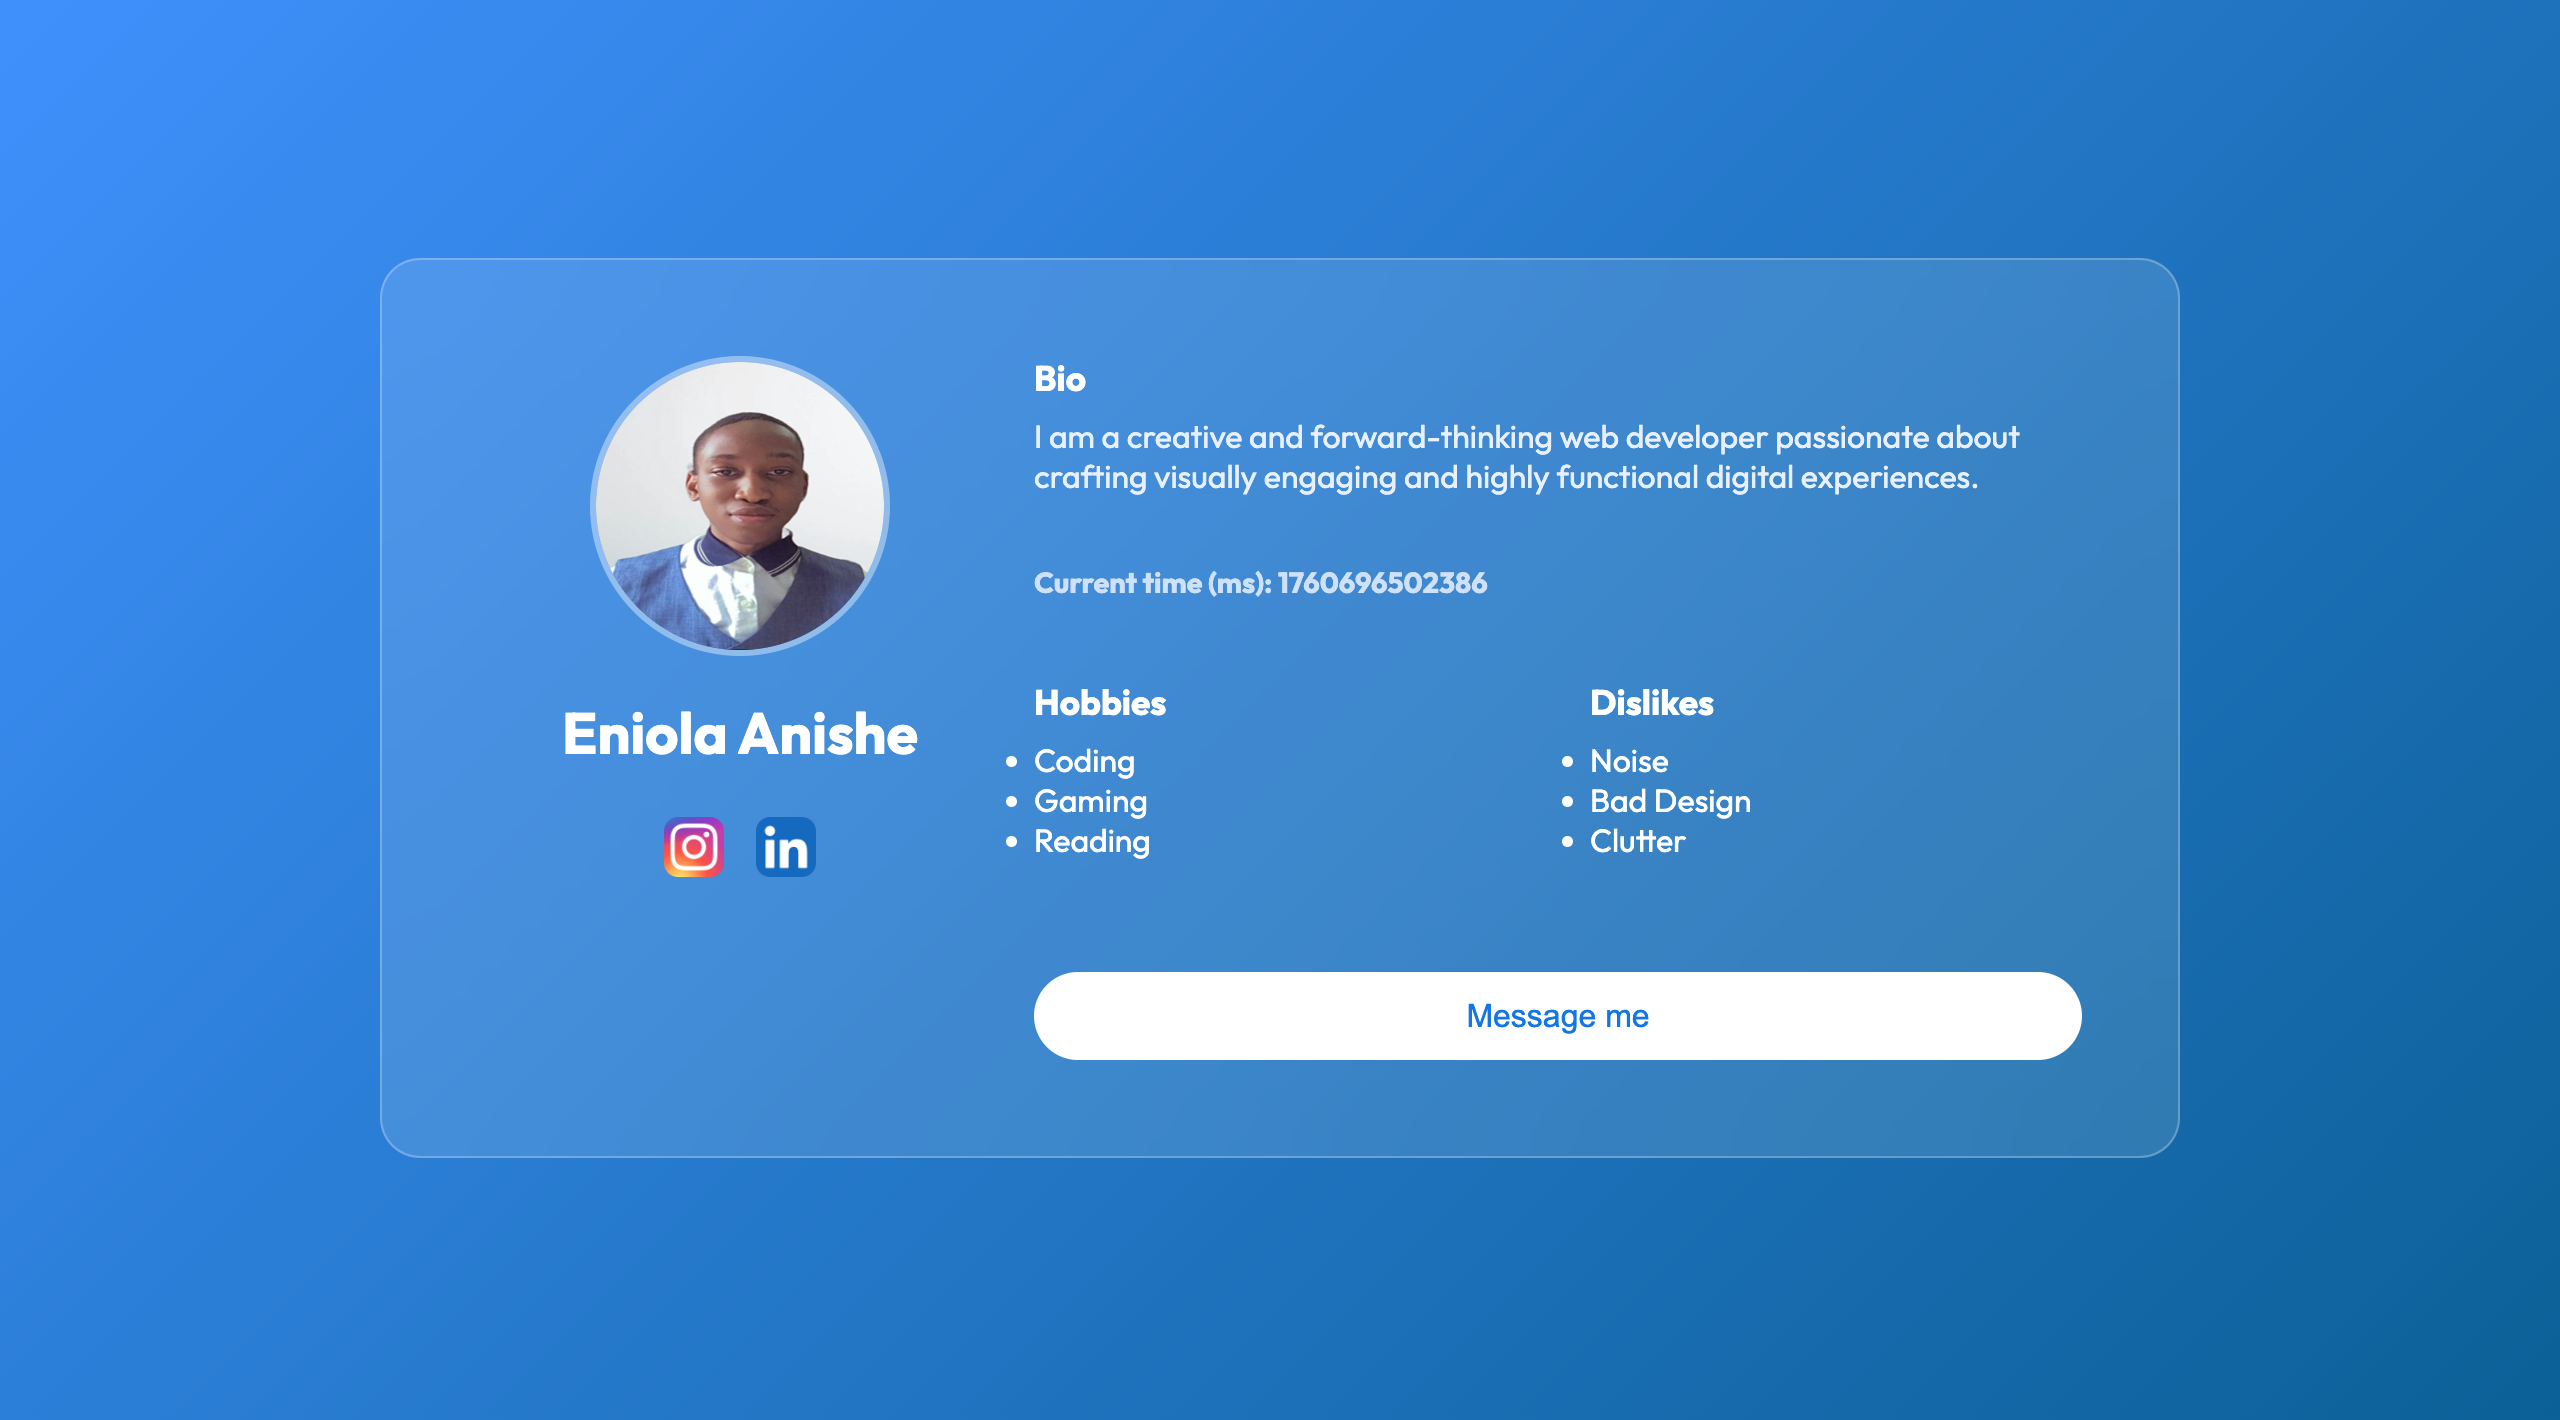 Bio
I am a creative and forward-thinking web developer passionate about
crafting visually engaging and highly functional digital experiences.
Current time (ms): 1760696502386
Eniola Anishe
in
Hobbies
Coding
Gaming
Reading
Dislikes
Noise
Bad Design
Clutter
Message me